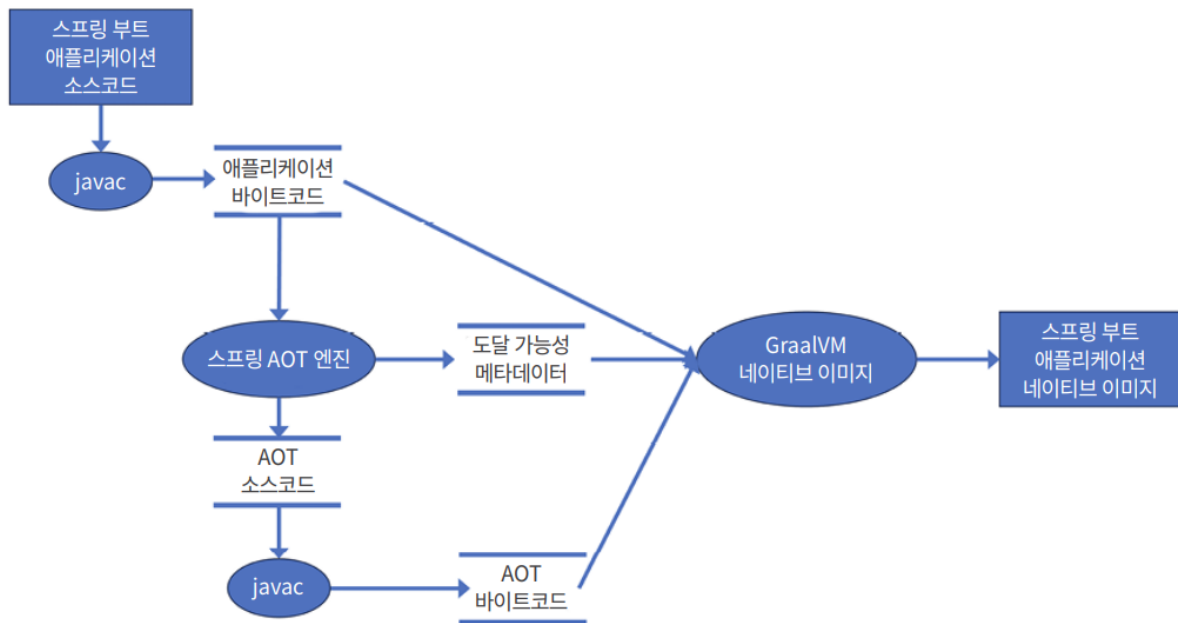 스프링 부트
애플리케이션
소스코드
javac
애플리케이션
바이트코드
스프링 AOT 엔진
도달 가능성
메타데이터
GraalVM
네이티브 이미지
스프링 부트
애플리케이션
네이티브 이미지
AOT
소스코드
javac
AOT
바이트코드